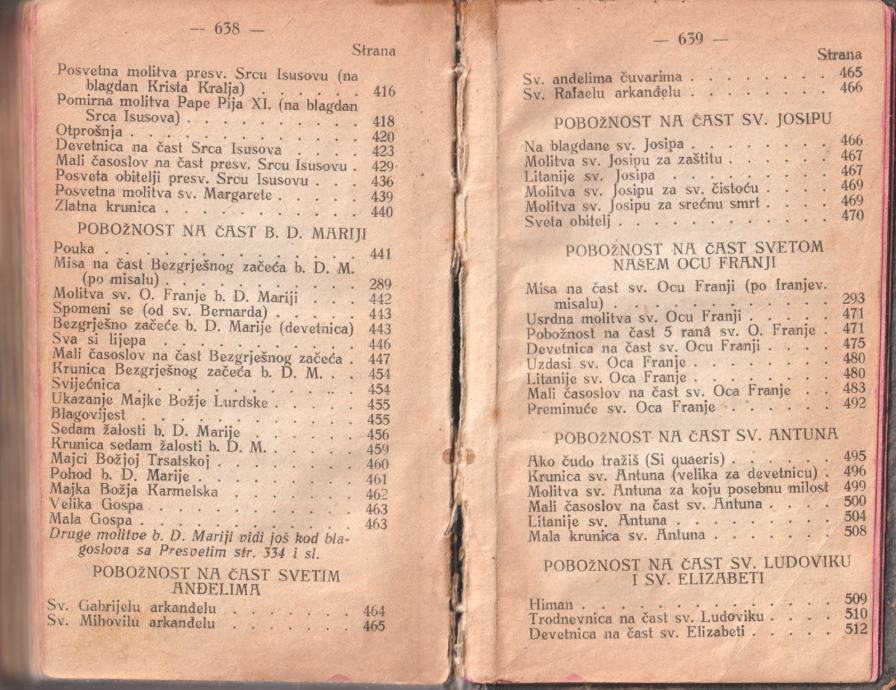 — 638 —
Strana
Posvetna molitva presv. Srcu Isusovu (na
blagdan Krista Kralja) . . . . . . 416
Pomirna molitva Pape Pija XI. (na blagdan
Srca Isusova) . . . . . . . . . . 418
Otprošnja . . . . . . . . . . . . 420
Devetnica na čast Srca Isusova . . . . 423
Mali časoslov na čast presv. Srcu Isusovu . 429
Posveta obitelji presv. Srcu Isusovu . . . 436
Posvetna molitva sv. Margarete . . . . . 439
Zlatna krunica . . . . . . . . . . 440
POBOŽNOST NA ČAST B. D. MARIJI
Pouka . . . . . . . . . . . . . 441
Misa na čast Bezgrješnog začeća b. D. M.
(po misalu) . . . . . . . . . . . 289
Molitva sv. O. Franje b. D. Mariji . . . 442
Spomeni se (od sv. Bernarda) . . . . . 443
Bezgrješno začeće b. D. Marije (devetnica) 443
Sva si lijepa . . . . . . . . . . . 446
Mali časoslov na čast Bezgrješnog začeća . 447
Krunica Bezgrješnog začeća b. D. M. . . 454
Svijećnica . . . . . . . . . . . . 454
Ukazanje Majke Božje Lurdske . . . . . 455
Blagovijest . . . . . . . . . . . . 455
Sedam žalosti b. D. Marije . . . . . . 456
Krunica sedam žalosti b. D. M. . . . . . 459
Majci Božjoj Trsatskoj . . . . . . . . 460
Pohod b. D. Marije . . . . . . . . . 461
Majka Božja Karmelska . . . . . . . 462
Velika Gospa . . . . . . . . . . . 463
Mala Gospa . . . . . . . . . . . . 463
Druge molitve b. D. Mariji vidi još kod bla-
goslova sa Presvetim str. 334 i sl.
POBOŽNOST NA ČAST SVETIM
ANĐELIMA
Sv. Gabrijelu arkanđelu . . . . . . . 464
Sv. Mihovilu arkanđelu . . . . . . . 465
— 639 —
Strana
Sv. anđelima čuvarima . . . . . . . 465
Sv. Rafaelu arkanđelu . . . . . . . . 466
POBOŽNOST NA ČAST SV. JOSIPU
Na blagdane sv. Josipa . . . . . . . 466
Molitva sv. Josipu za zaštitu . . . . . . 467
Litanije sv. Josipa . . . . . . . . . 467
Molitva sv. Josipu za sv. čistoću . . . . 469
Molitva sv. Josipu za srećnu smrt . . . . 469
Sveta obitelj . . . . . . . . . . . 470
POBOŽNOST NA ČAST SVETOM
NAŠEM OCU FRANJI
Misa na čast sv. Ocu Franji (po franjev.
misalu) . . . . . . . . . . . . 293
Usrdna molitva sv. Ocu Franji . . . . . 471
Pobožnost na čast 5 rana sv. O. Franje . 471
Devetnica na čast sv. Ocu Franji . . . . 475
Uzdasi sv. Oca Franje . . . . . . . . 480
Litanije sv. Oca Franje . . . . . . . . 480
Mali časoslov na čast sv. Oca Franje . . 483
Preminuće sv. Oca Franje . . . . . . 492
POBOŽNOST NA ČAST SV. ANTUNA
Ako čudo tražiš (Si quaeris) . . . . . . 495
Krunica sv. Antuna (velika za devetnicu) . 496
Molitva sv. Antuna za koju posebnu milost 499
Mali časoslov na čast sv. Antuna . . . . 500
Litanije sv. Antuna . . . . . . . . . 504
Mala krunica sv. Antuna . . . . . . . 508
POBOŽNOST NA ČAST SV. LUDOVIKU
I SV. ELIZABETI
Himan . . . . . . . . . . . . . 509
Trodnevnica na čast sv. Ludoviku . . . . 510
Devetnica na čast sv. Elizabeti . . . . . 512